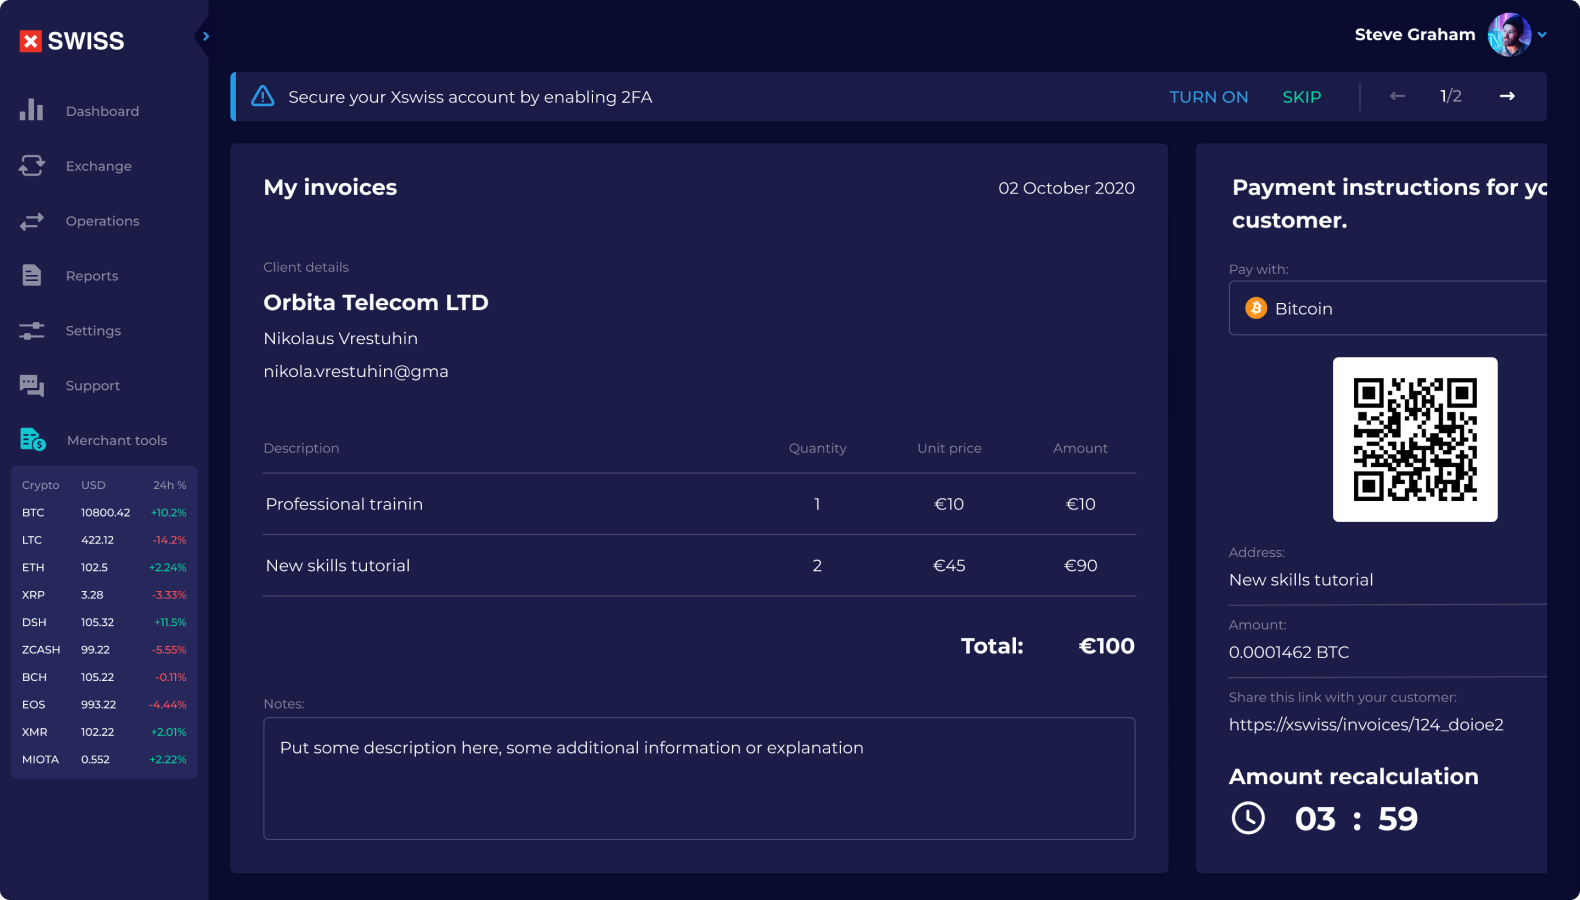 SWISS
Steve Graham
Dashboard
Exchange
Operations
Reports
Settings
Support
Merchant tools
Crypto USD 24h %
BTC 10800.42 +10.2%
LTC 422.12 -14.2%
ETH 102.5 +2.24%
XRP 3.28 -3.33%
DSH 105.32 +11.5%
ZCASH 99.22 -5.55%
BCH 105.22 -0.11%
EOS 993.22 -4.44%
XMR 102.22 +2.01%
MIOTA 0.552 +2.22%
Secure your Xswiss account by enabling 2FA TURN ON SKIP 1/2
My invoices 02 October 2020
Client details
Orbita Telecom LTD
Nikolaus Vrestuhin
nikola.vrestuhin@gma
Description Quantity Unit price Amount
Professional trainin 1 €10 €10
New skills tutorial 2 €45 €90
Total: €100
Notes:
Put some description here, some additional information or explanation
Payment instructions for yo
customer.
Pay with:
Bitcoin
Address:
New skills tutorial
Amount:
0.0001462 BTC
Share this link with your customer:
https://xswiss/invoices/124_doioe2
Amount recalculation
03 : 59